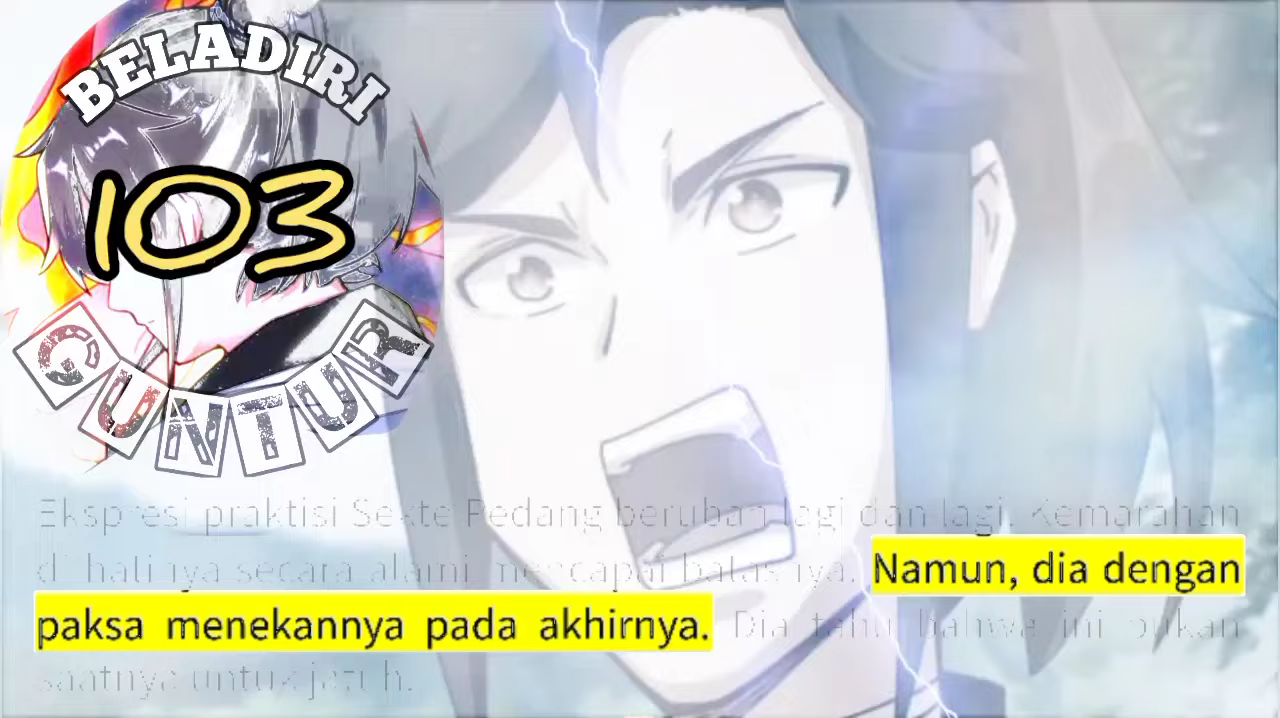 BELADIRI
103
GUNTUR
Ekspresi praktisi Sekte Pedang berubah lagi dan lagi. Kemarahan
di hatinya secara alami mencapai batasnya. Namun, dia dengan
paksa menekannya pada akhirnya. Dia tahu bahwa ini bukan
saatnya untuk jatuh.